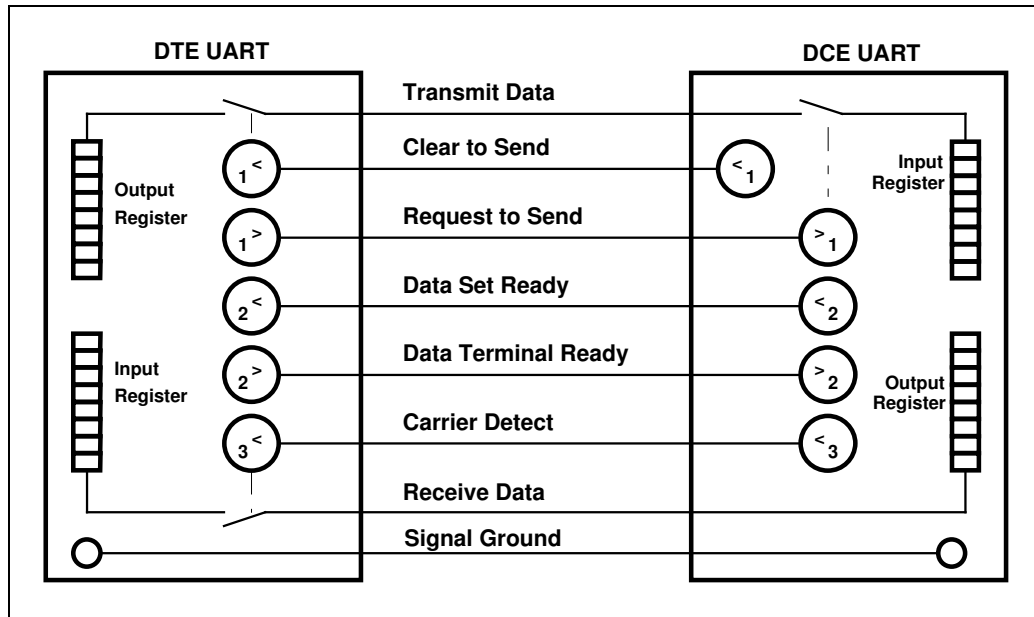 DTE UART
DCE UART
Transmit Data
Clear to Send
1 <
< 1
Output
Register
Input
Register
Request to Send
1 >
> 1
Data Set Ready
2 <
< 2
Data Terminal Ready
2 >
> 2
Input
Register
Output
Register
Carrier Detect
3 <
< 3
Receive Data
Signal Ground